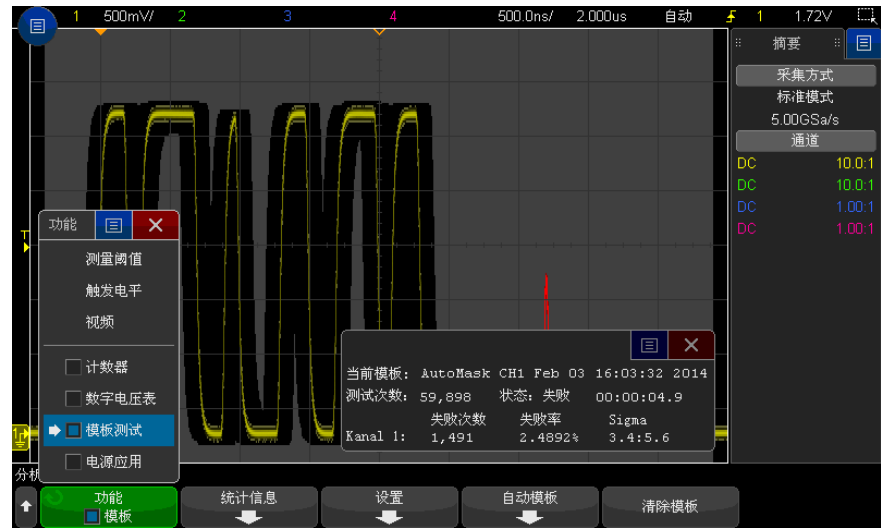 1 500mV/ 2 3 4 500.0ns/ 2.000us 自动 1 1.72V
摘要
采集方式
标准模式
5.00GSa/s
通道
DC 10.0:1
DC 10.0:1
DC 1.00:1
DC 1.00:1
T
功能
测量阈值
触发电平
视频
计数器
数字电压表
模板测试
电源应用
当前模板: AutoMask CH1 Feb 03 16:03:32 2014
测试次数: 59,898 状态: 失败 00:00:04.9
失败次数 失败率 Sigma
Kanal 1: 1,491 2.4892% 3.4:5.6
1
分析
功能
模板
统计信息
设置
自动模板
清除模板